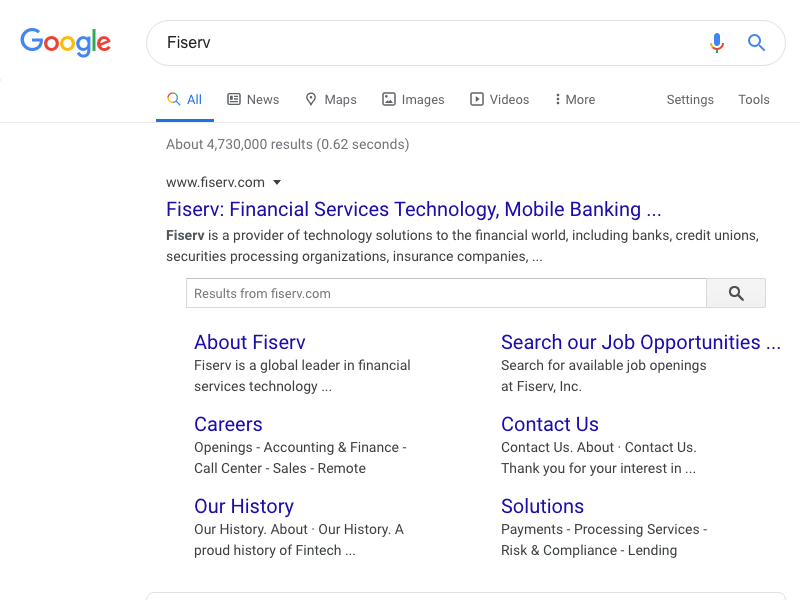 Google
Fiserv
All News Maps Images Videos More Settings Tools
About 4,730,000 results (0.62 seconds)
www.fiserv.com
Fiserv: Financial Services Technology, Mobile Banking ...
Fiserv is a provider of technology solutions to the financial world, including banks, credit unions,
securities processing organizations, insurance companies, ...
Results from fiserv.com
About Fiserv
Fiserv is a global leader in financial
services technology ...
Search our Job Opportunities ...
Search for available job openings
at Fiserv, Inc.
Careers
Openings - Accounting & Finance -
Call Center - Sales - Remote
Contact Us
Contact Us. About · Contact Us.
Thank you for your interest in ...
Our History
Our History. About · Our History. A
proud history of Fintech ...
Solutions
Payments - Processing Services -
Risk & Compliance - Lending